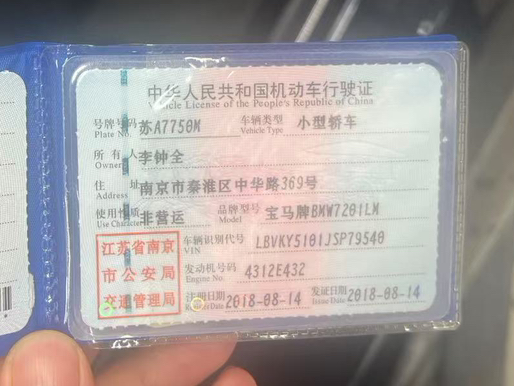 中华人民共和国机动车行驶证
Vehicle License of the People's Republic of China
号牌号码 苏A7750M 车辆类型 小型轿车
Plate No. Vehicle Type
所有人 李钟全
Owner
住址 南京市秦淮区中华路369号
Address
使用性质 非营运 品牌型号 宝马牌BMW7201LM
Use Character Model
江苏省南京 车辆识别代号 LBVKY5101JSP79540
VIN
市公安局 发动机号码 4312E432
Engine No.
交通管理局 注册日期 2018-08-14 发证日期 2018-08-14
Register Date Issue Date